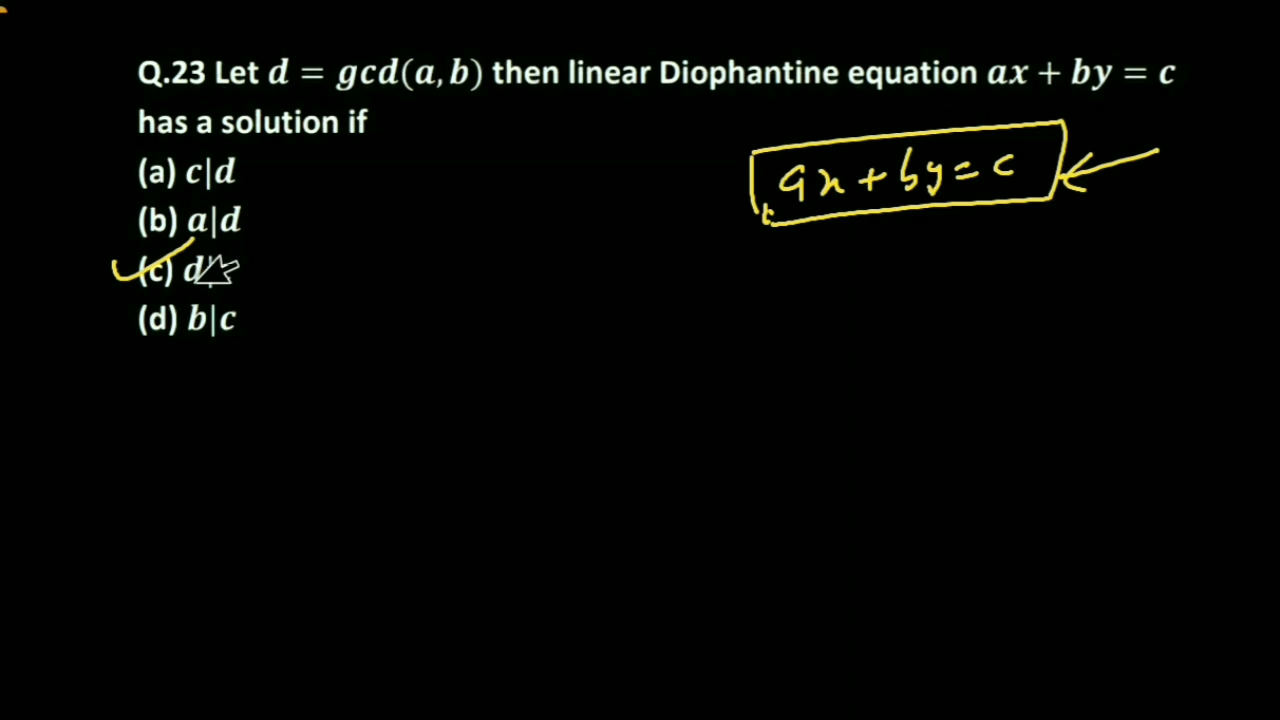 Q.23 Let d = gcd(a, b) then linear Diophantine equation ax + by = c
has a solution if
(a) c|d
ax + by = c
(b) a|d
(c) d
(d) b|c